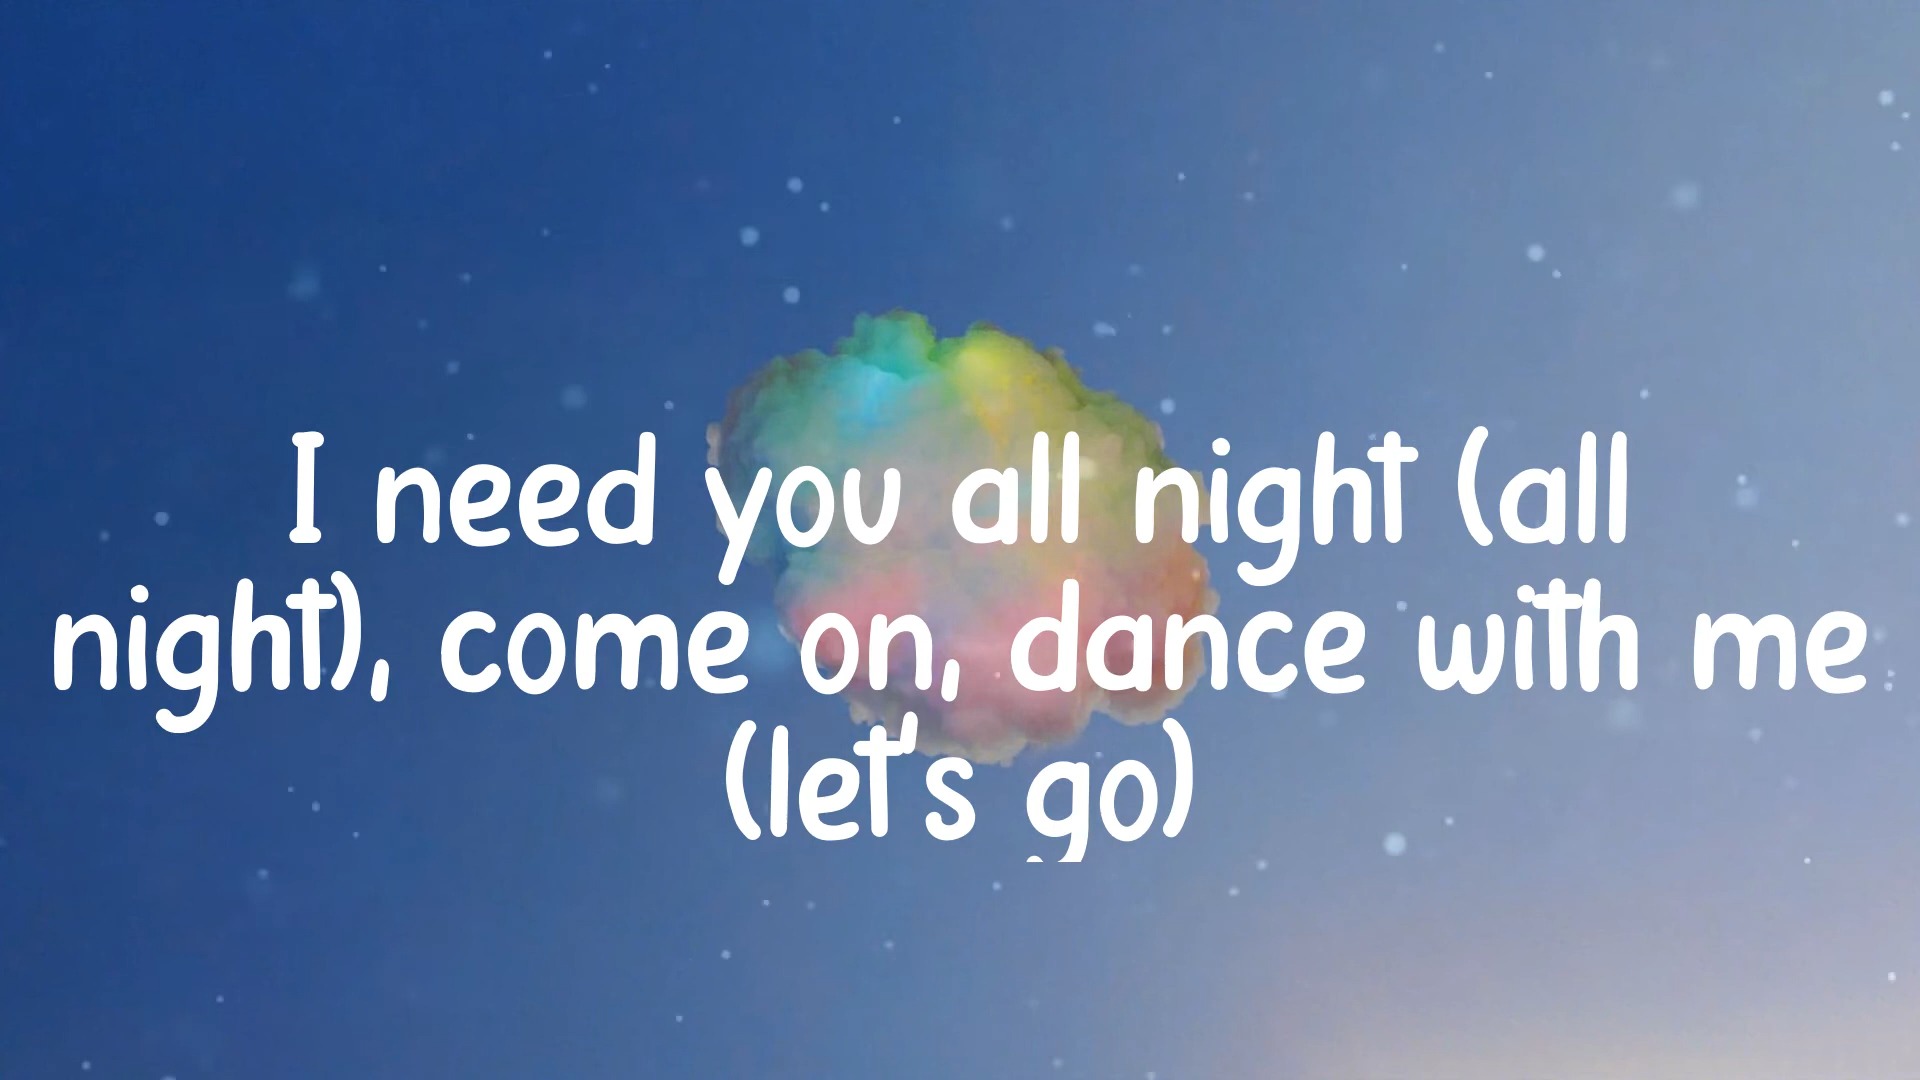 I need you all night (all
night), come on, dance with me
(let's go)